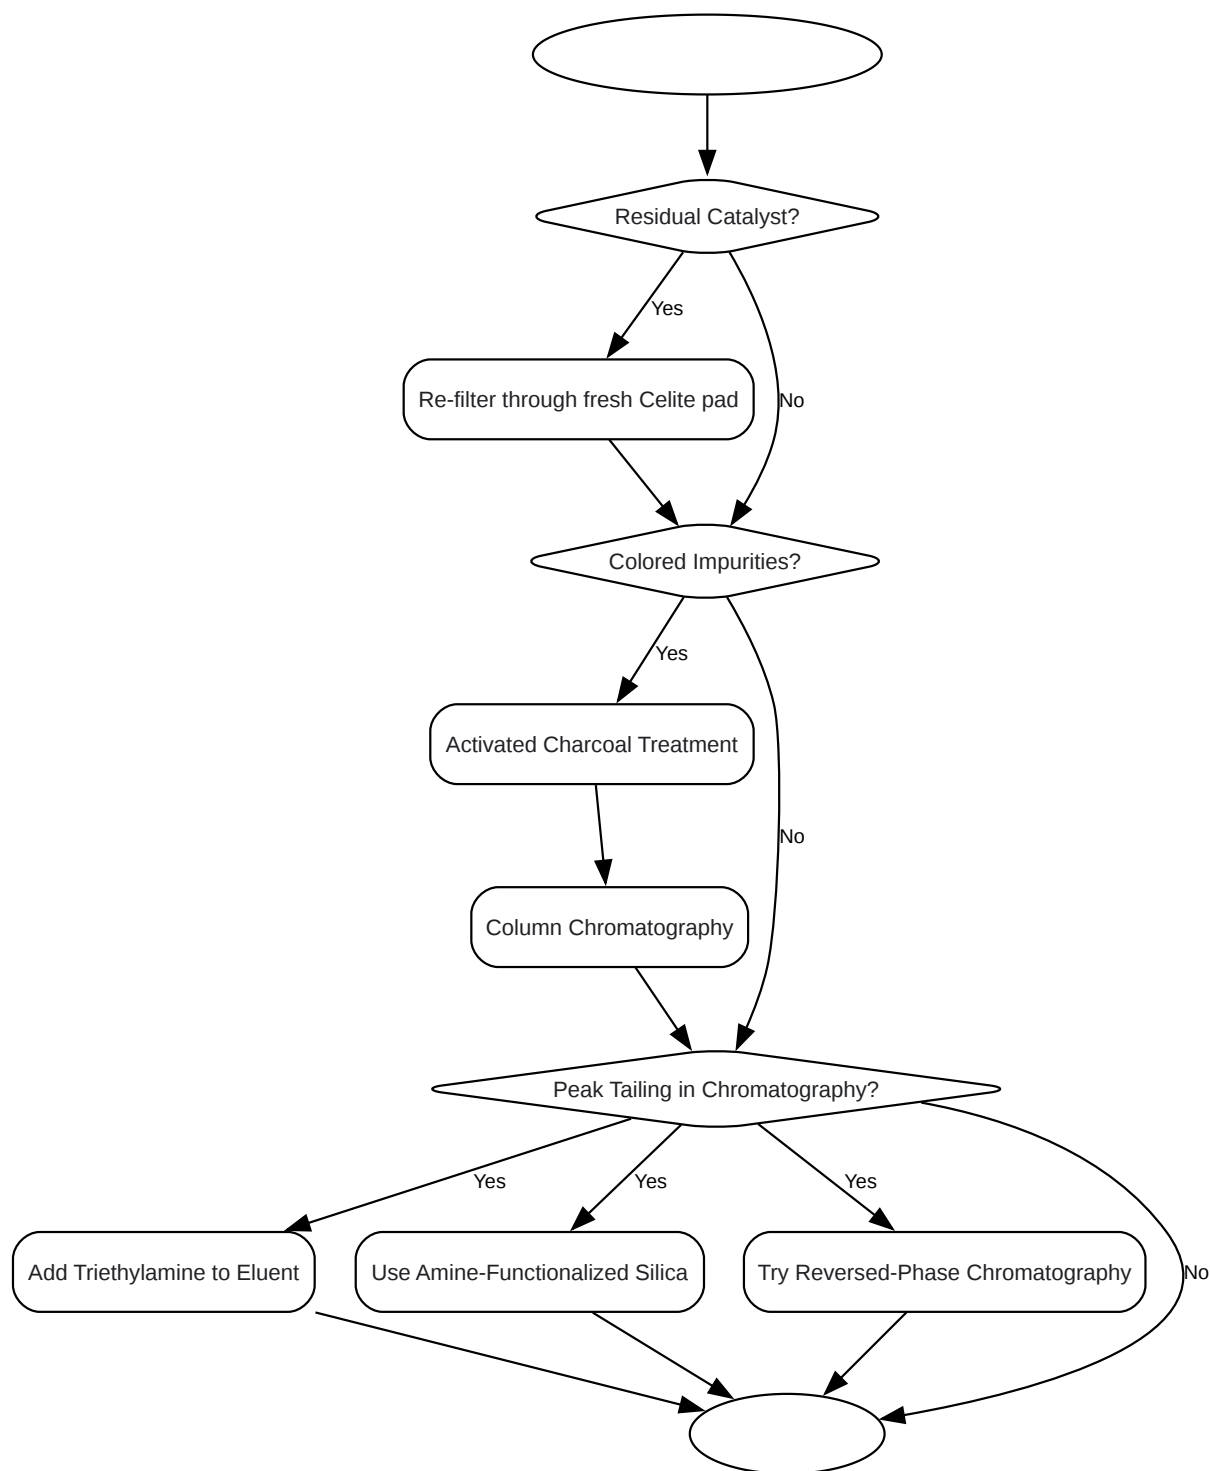 Residual Catalyst?
Yes
Re-filter through fresh Celite pad
No
Colored Impurities?
Yes
Activated Charcoal Treatment
No
Column Chromatography
Peak Tailing in Chromatography?
Yes
Yes
Yes
Add Triethylamine to Eluent
Use Amine-Functionalized Silica
Try Reversed-Phase Chromatography
No